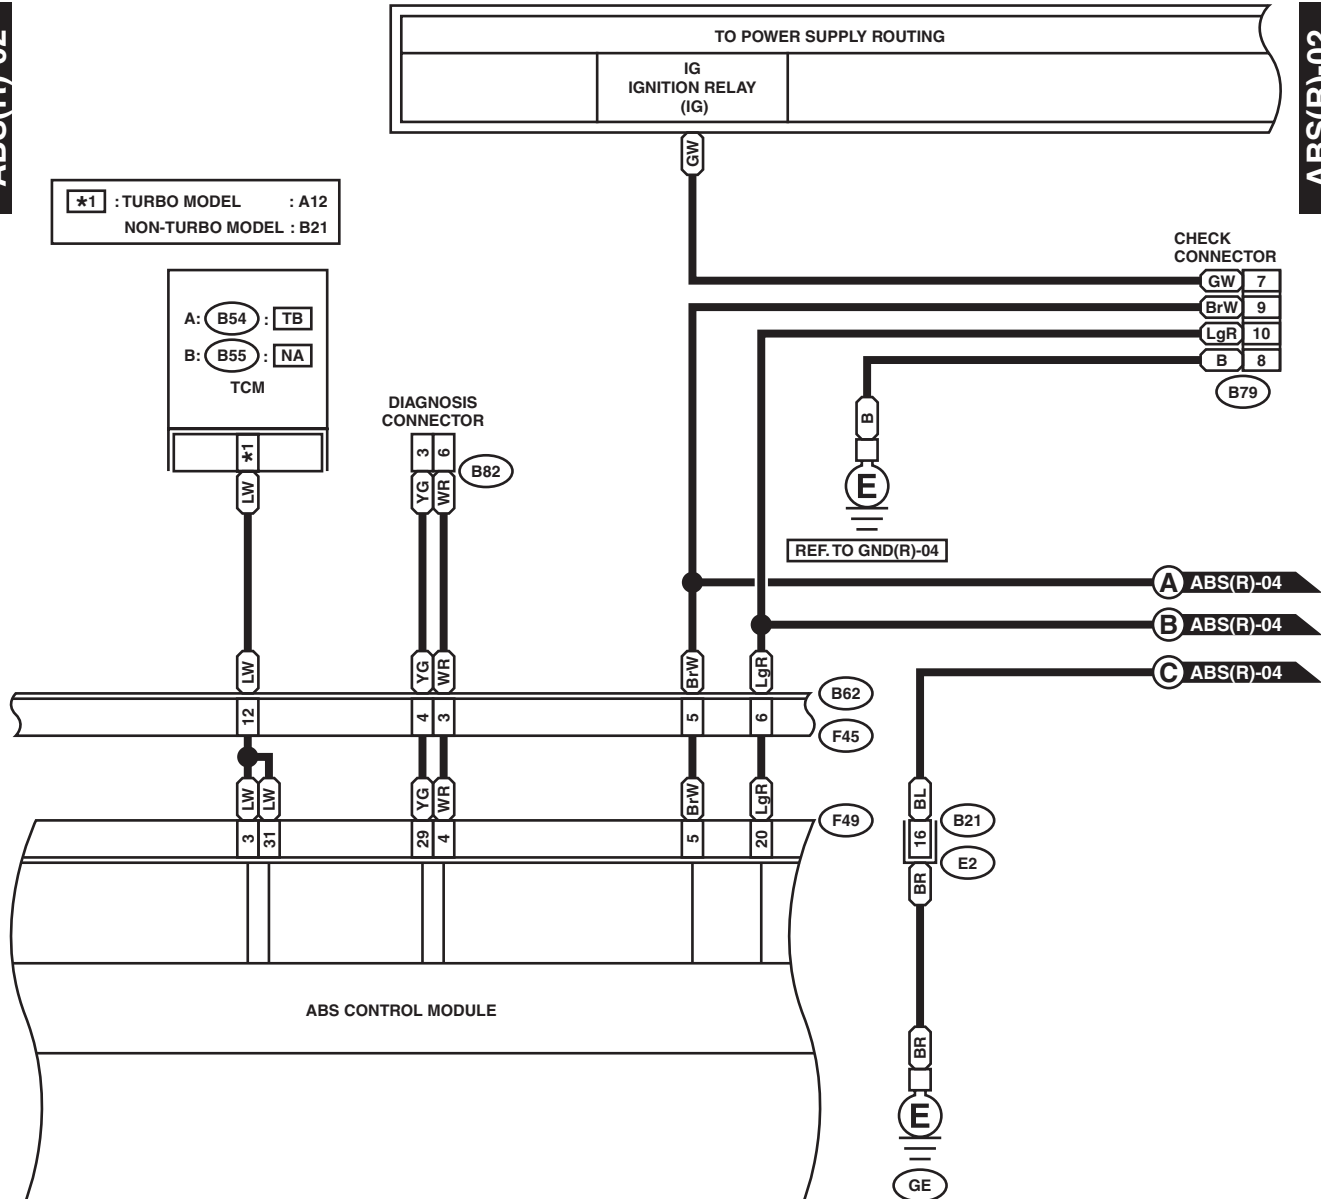 ABS(R)-02
ABS(R)-02
TO POWER SUPPLY ROUTING
IG
IGNITION RELAY
(IG)
GW
*1 : TURBO MODEL : A12
NON-TURBO MODEL : B21
CHECK
CONNECTOR
GW 7
BrW 9
LgR 10
B 8
B79
A: B54 : TB
B: B55 : NA
TCM
*1
LW
DIAGNOSIS
CONNECTOR
3 6
B82
YG WR
B
E
REF. TO GND(R)-04
A ABS(R)-04
B ABS(R)-04
C ABS(R)-04
LW YG WR BrW LgR
B62
12 4 3 5 6
F45
LW LW YG WR BrW LgR
BL
F49
3 31 29 4 5 20
B21
16
E2
BR
ABS CONTROL MODULE
BR
E
GE